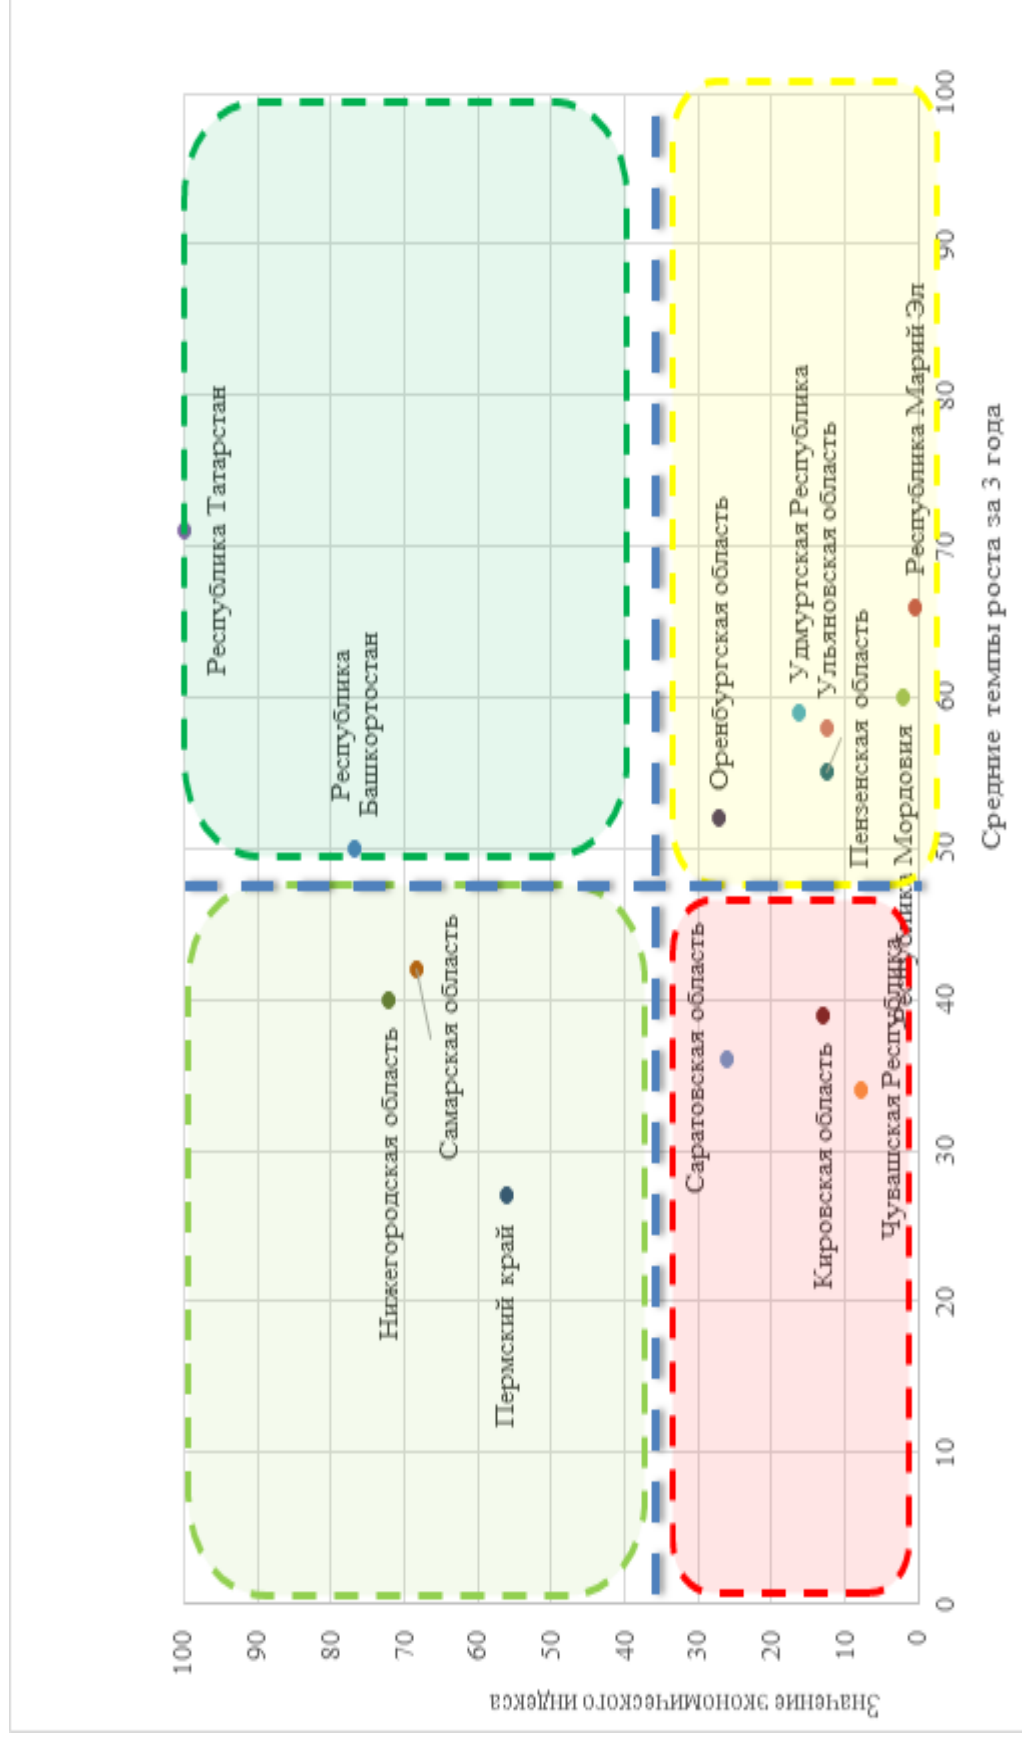 Значение экономического индекса
100
90
80
70
60
50
40
30
20
10
0
Республика Татарстан
Республика
Башкортостан
Нижегородская область
Самарская область
Пермский край
Саратовская область
Оренбургская область
Удмуртская Республика
Ульяновская область
Кировская область
Пензенская область
Чувашская Республика
Республика Мордовия
Республика Марий Эл
0
10
20
30
40
50
60
70
80
90
100
Средние темпы роста за 3 года